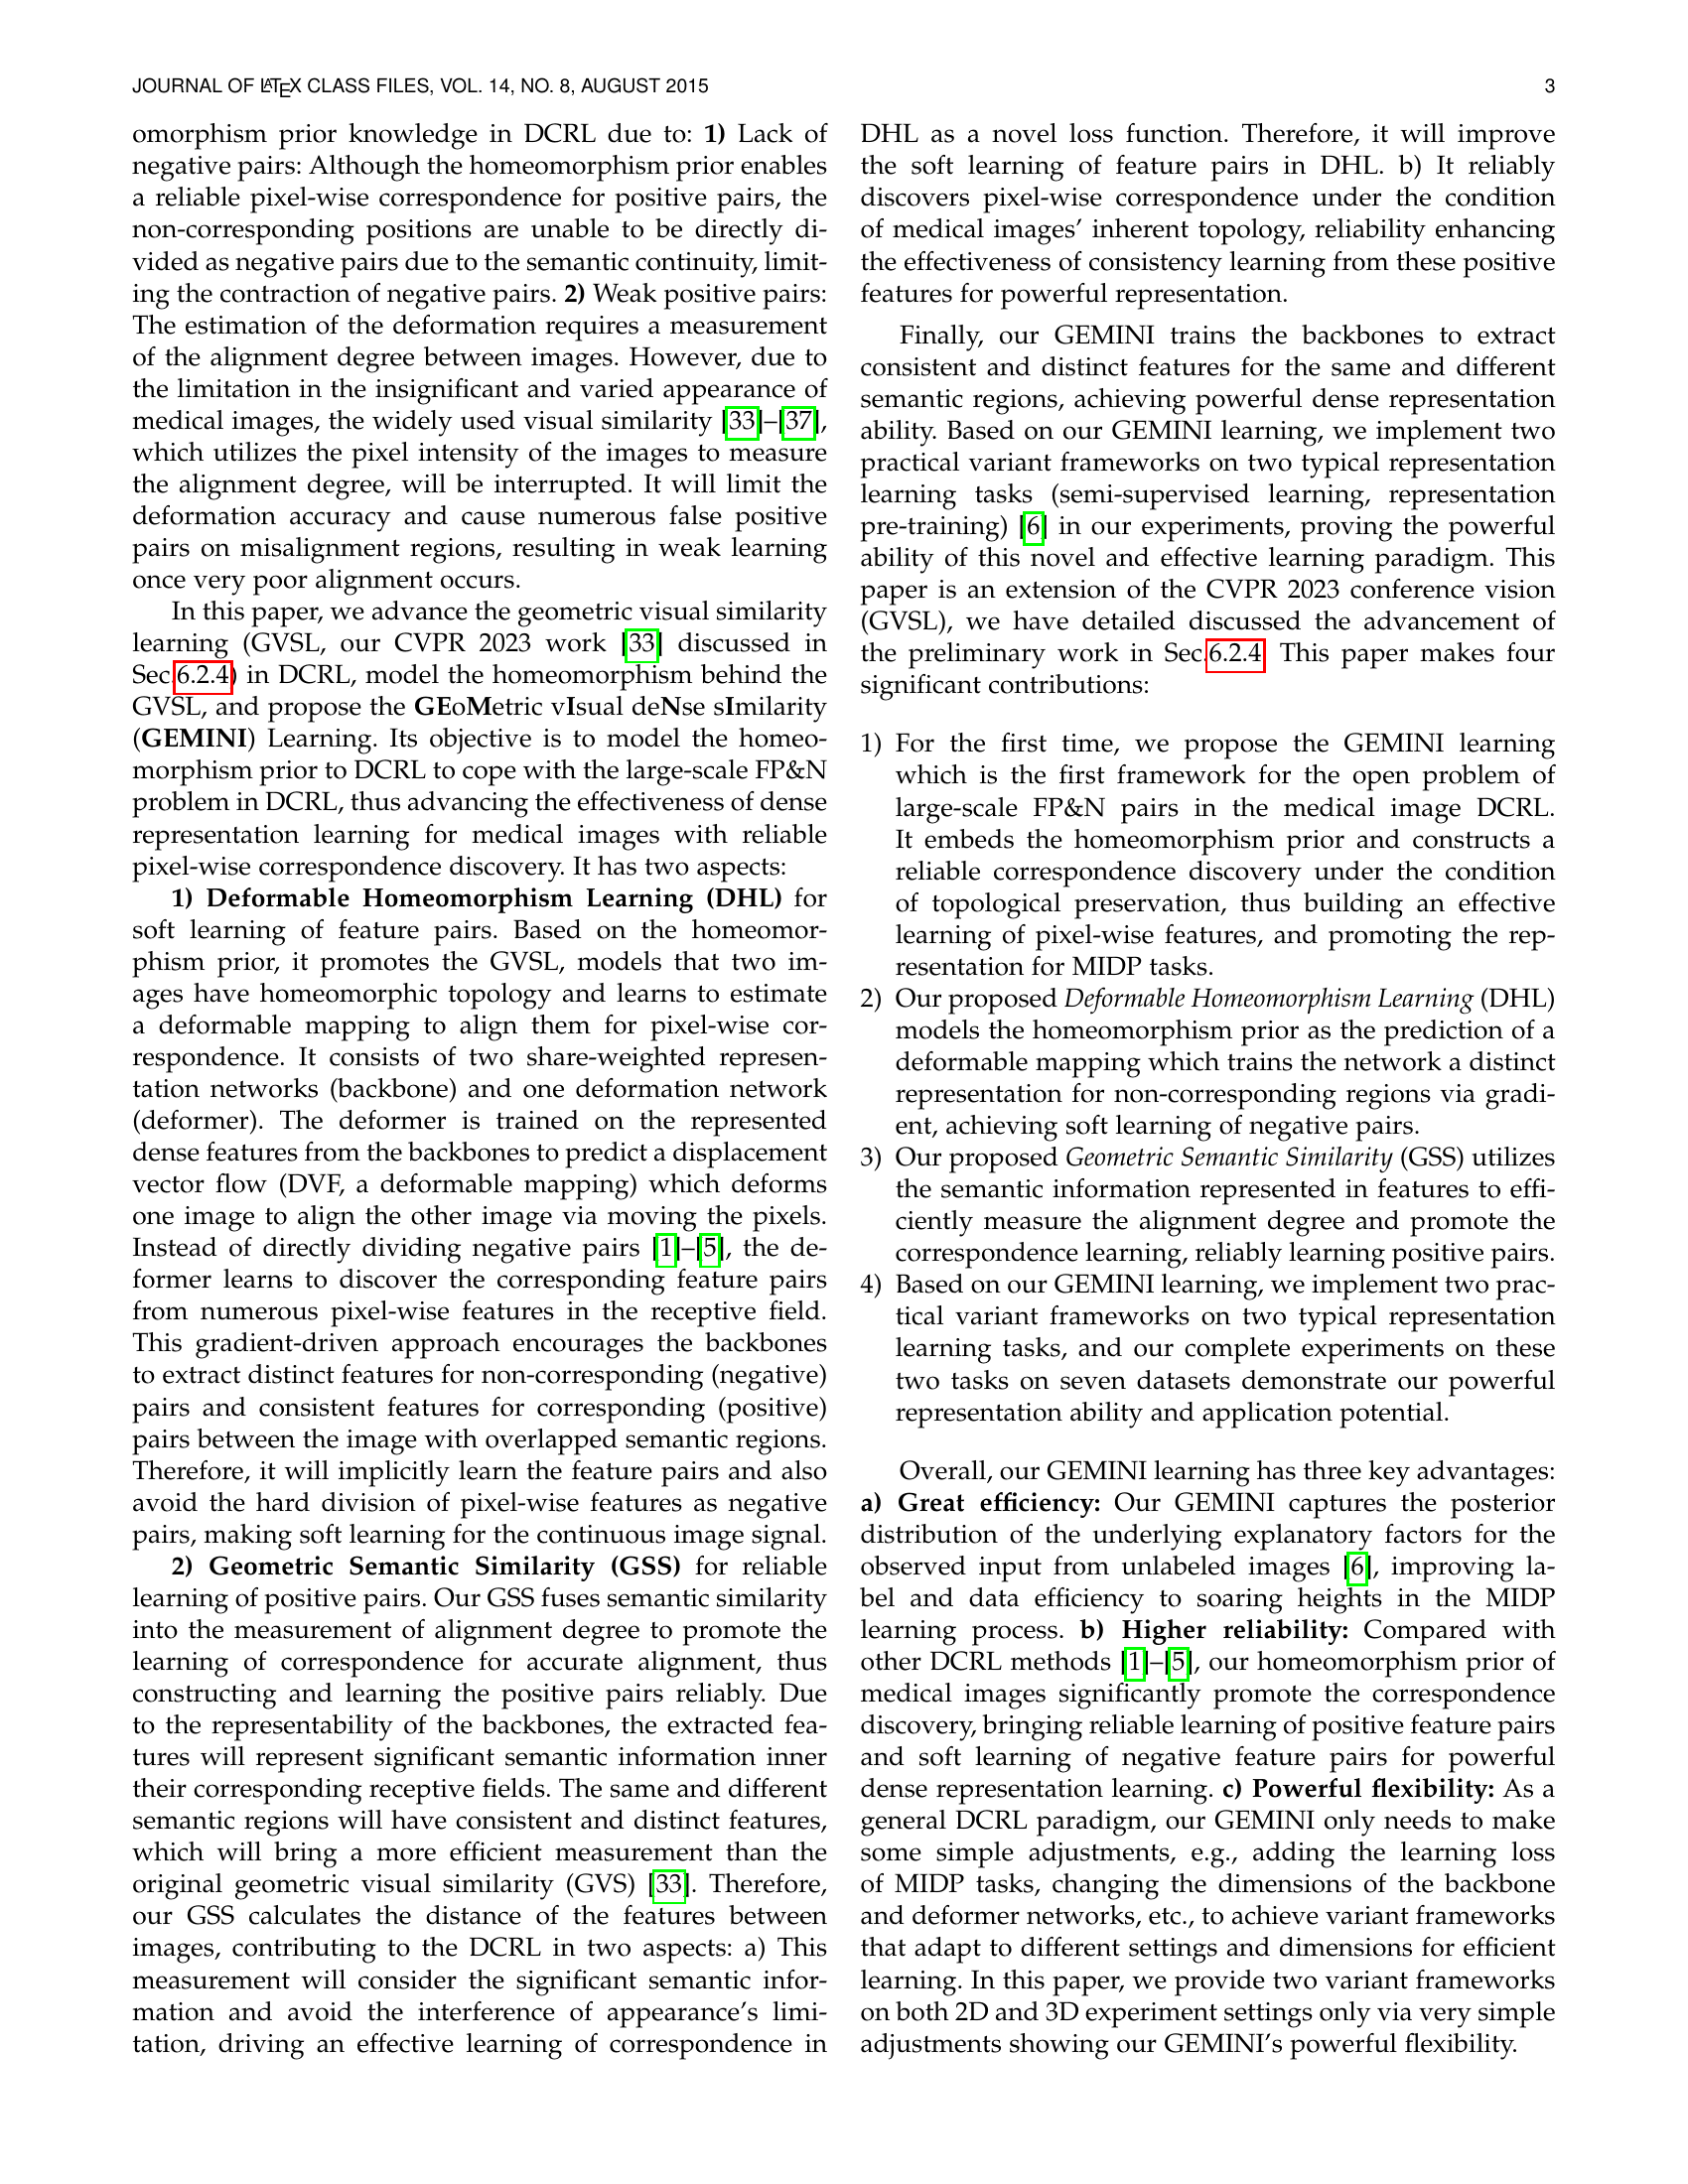 JOURNAL OF LATEX CLASS FILES, VOL. 14, NO. 8, AUGUST 2015
3
omorphism prior knowledge in DCRL due to: 1) Lack of
negative pairs: Although the homeomorphism prior enables
a reliable pixel-wise correspondence for positive pairs, the
non-corresponding positions are unable to be directly di-
vided as negative pairs due to the semantic continuity, limit-
ing the contraction of negative pairs. 2) Weak positive pairs:
The estimation of the deformation requires a measurement
of the alignment degree between images. However, due to
the limitation in the insignificant and varied appearance of
medical images, the widely used visual similarity [33]–[37],
which utilizes the pixel intensity of the images to measure
the alignment degree, will be interrupted. It will limit the
deformation accuracy and cause numerous false positive
pairs on misalignment regions, resulting in weak learning
once very poor alignment occurs.
In this paper, we advance the geometric visual similarity
learning (GVSL, our CVPR 2023 work [33] discussed in
Sec.6.2.4) in DCRL, model the homeomorphism behind the
GVSL, and propose the GEoMetric vIsual deNse sImilarity
(GEMINI) Learning. Its objective is to model the homeo-
morphism prior to DCRL to cope with the large-scale FP&N
problem in DCRL, thus advancing the effectiveness of dense
representation learning for medical images with reliable
pixel-wise correspondence discovery. It has two aspects:
1) Deformable Homeomorphism Learning (DHL) for
soft learning of feature pairs. Based on the homeomor-
phism prior, it promotes the GVSL, models that two im-
ages have homeomorphic topology and learns to estimate
a deformable mapping to align them for pixel-wise cor-
respondence. It consists of two share-weighted represen-
tation networks (backbone) and one deformation network
(deformer). The deformer is trained on the represented
dense features from the backbones to predict a displacement
vector flow (DVF, a deformable mapping) which deforms
one image to align the other image via moving the pixels.
Instead of directly dividing negative pairs [1]–[5], the de-
former learns to discover the corresponding feature pairs
from numerous pixel-wise features in the receptive field.
This gradient-driven approach encourages the backbones
to extract distinct features for non-corresponding (negative)
pairs and consistent features for corresponding (positive)
pairs between the image with overlapped semantic regions.
Therefore, it will implicitly learn the feature pairs and also
avoid the hard division of pixel-wise features as negative
pairs, making soft learning for the continuous image signal.
2) Geometric Semantic Similarity (GSS) for reliable
learning of positive pairs. Our GSS fuses semantic similarity
into the measurement of alignment degree to promote the
learning of correspondence for accurate alignment, thus
constructing and learning the positive pairs reliably. Due
to the representability of the backbones, the extracted fea-
tures will represent significant semantic information inner
their corresponding receptive fields. The same and different
semantic regions will have consistent and distinct features,
which will bring a more efficient measurement than the
original geometric visual similarity (GVS) [33]. Therefore,
our GSS calculates the distance of the features between
images, contributing to the DCRL in two aspects: a) This
measurement will consider the significant semantic infor-
mation and avoid the interference of appearance's limi-
tation, driving an effective learning of correspondence in
DHL as a novel loss function. Therefore, it will improve
the soft learning of feature pairs in DHL. b) It reliably
discovers pixel-wise correspondence under the condition
of medical images' inherent topology, reliability enhancing
the effectiveness of consistency learning from these positive
features for powerful representation.
Finally, our GEMINI trains the backbones to extract
consistent and distinct features for the same and different
semantic regions, achieving powerful dense representation
ability. Based on our GEMINI learning, we implement two
practical variant frameworks on two typical representation
learning tasks (semi-supervised learning, representation
pre-training) [6] in our experiments, proving the powerful
ability of this novel and effective learning paradigm. This
paper is an extension of the CVPR 2023 conference vision
(GVSL), we have detailed discussed the advancement of
the preliminary work in Sec.6.2.4. This paper makes four
significant contributions:
1) For the first time, we propose the GEMINI learning
which is the first framework for the open problem of
large-scale FP&N pairs in the medical image DCRL.
It embeds the homeomorphism prior and constructs a
reliable correspondence discovery under the condition
of topological preservation, thus building an effective
learning of pixel-wise features, and promoting the rep-
resentation for MIDP tasks.
2) Our proposed Deformable Homeomorphism Learning (DHL)
models the homeomorphism prior as the prediction of a
deformable mapping which trains the network a distinct
representation for non-corresponding regions via gradi-
ent, achieving soft learning of negative pairs.
3) Our proposed Geometric Semantic Similarity (GSS) utilizes
the semantic information represented in features to effi-
ciently measure the alignment degree and promote the
correspondence learning, reliably learning positive pairs.
4) Based on our GEMINI learning, we implement two prac-
tical variant frameworks on two typical representation
learning tasks, and our complete experiments on these
two tasks on seven datasets demonstrate our powerful
representation ability and application potential.
Overall, our GEMINI learning has three key advantages:
a) Great efficiency: Our GEMINI captures the posterior
distribution of the underlying explanatory factors for the
observed input from unlabeled images [6], improving la-
bel and data efficiency to soaring heights in the MIDP
learning process. b) Higher reliability: Compared with
other DCRL methods [1]–[5], our homeomorphism prior of
medical images significantly promote the correspondence
discovery, bringing reliable learning of positive feature pairs
and soft learning of negative feature pairs for powerful
dense representation learning. c) Powerful flexibility: As a
general DCRL paradigm, our GEMINI only needs to make
some simple adjustments, e.g., adding the learning loss
of MIDP tasks, changing the dimensions of the backbone
and deformer networks, etc., to achieve variant frameworks
that adapt to different settings and dimensions for efficient
learning. In this paper, we provide two variant frameworks
on both 2D and 3D experiment settings only via very simple
adjustments showing our GEMINI's powerful flexibility.